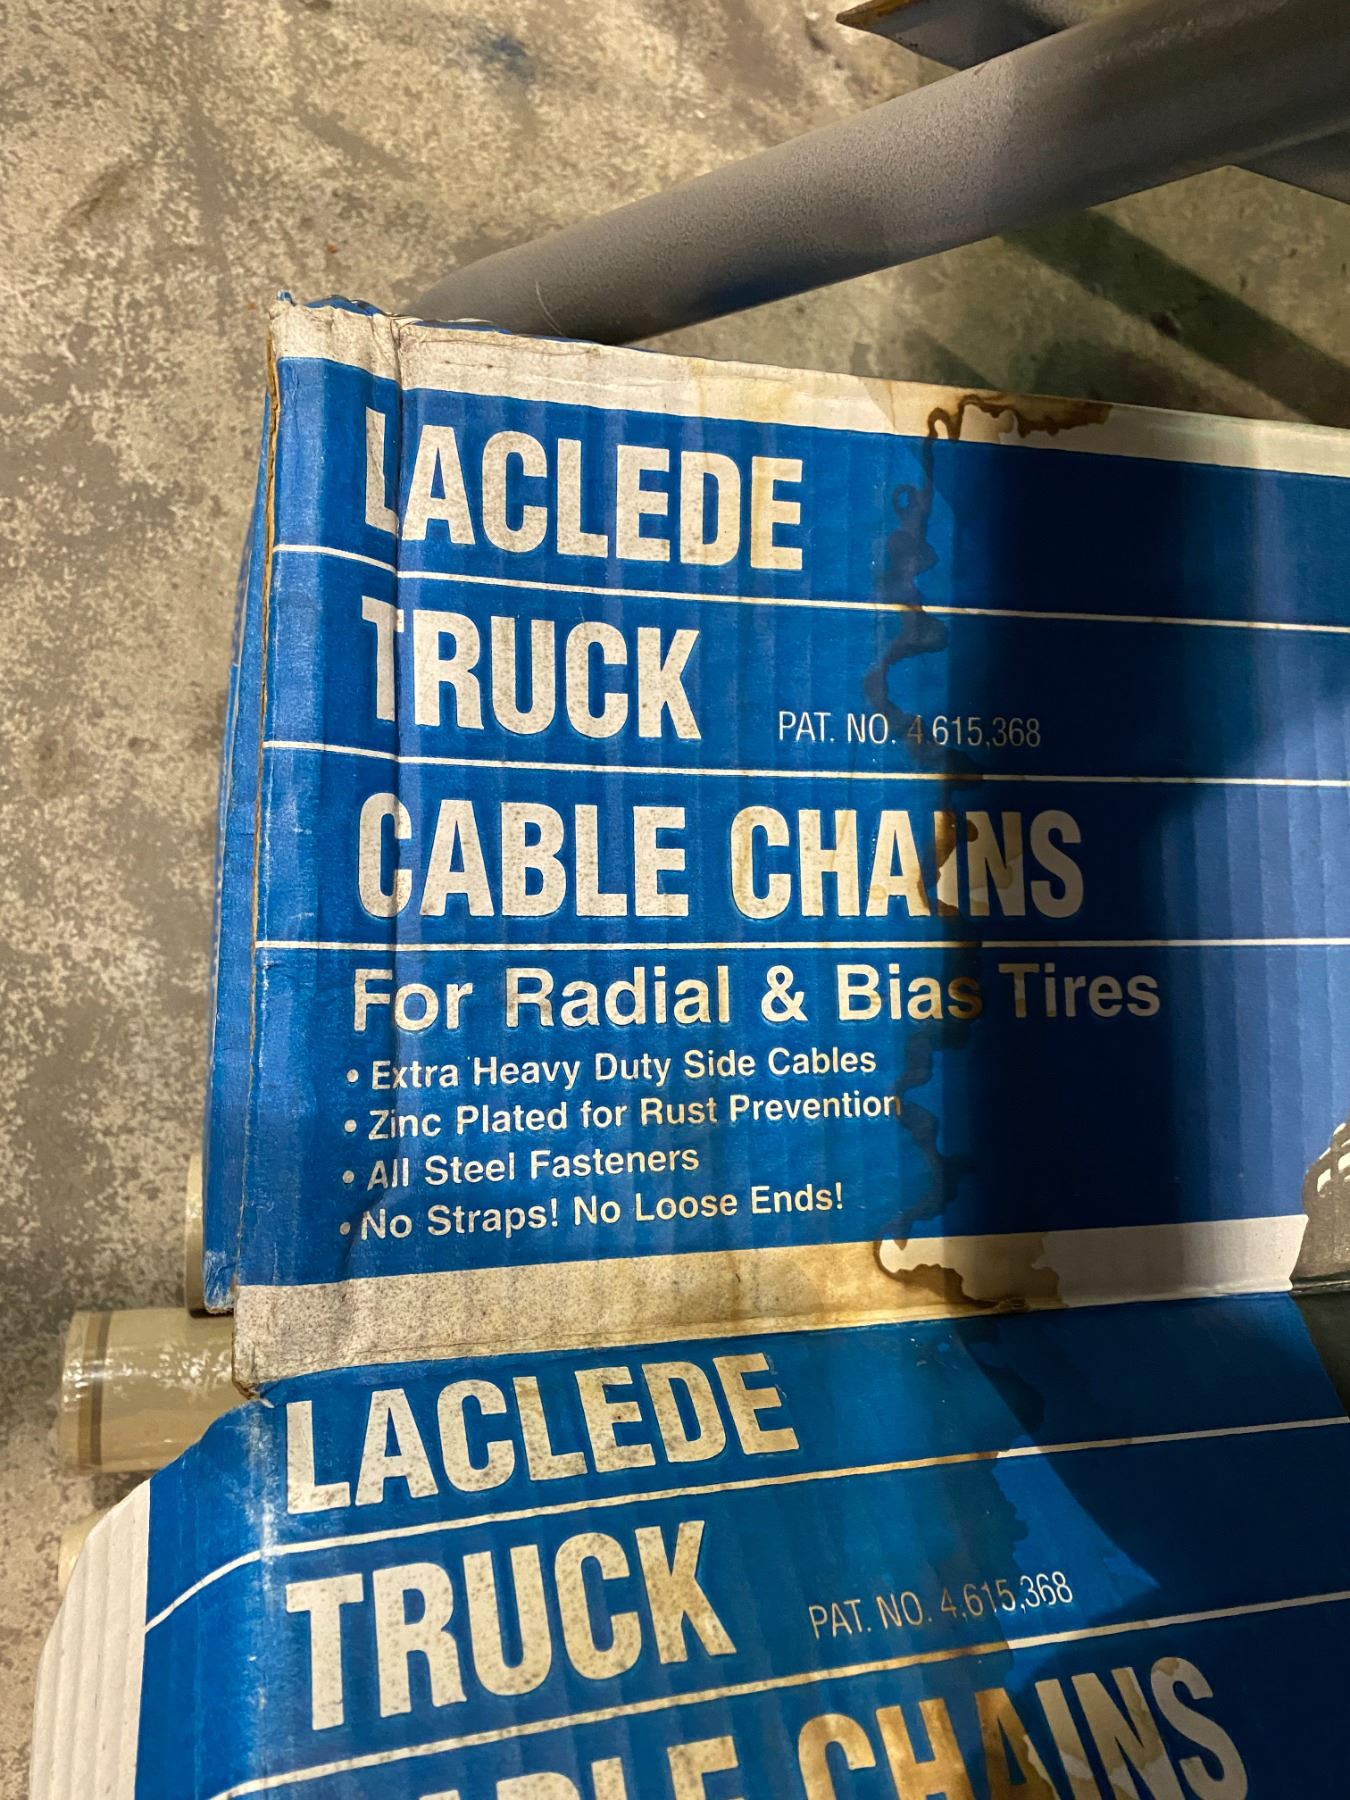 LACLEDE
TRUCK
PAT. NO. 4,615,368
CABLE CHAINS
For Radial & Bias Tires
• Extra Heavy Duty Side Cables
• Zinc Plated for Rust Prevention
• All Steel Fasteners
• No Straps! No Loose Ends!
LACLEDE
TRUCK
PAT. NO. 4,615,368
CABLE CHAINS